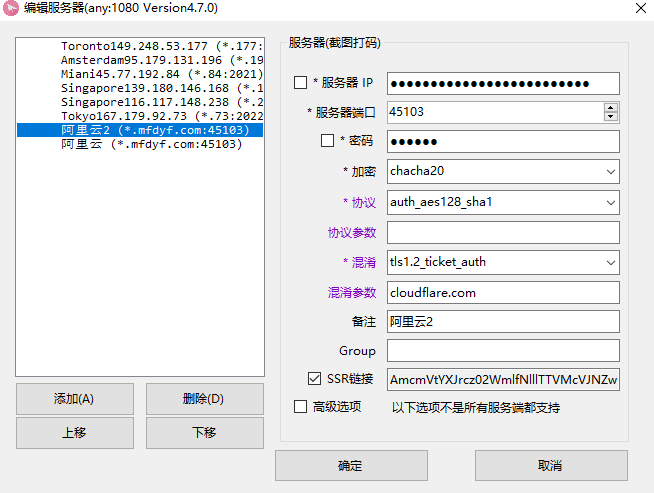 编辑服务器(any:1080 Version4.7.0)
Toronto149.248.53.177 (*.177:
Amsterdam95.179.131.196 (*.19
Miani45.77.192.84 (*.84:2021)
Singapore139.180.146.168 (*.1
Singapore116.117.148.238 (*.2
Tokyo167.179.92.73 (*.73:2022
阿里云2 (*.mfdyf.com:45103)
阿里云 (*.mfdyf.com:45103)
添加(A)
删除(D)
上移
下移
服务器(截图打码)
* 服务器 IP ●●●●●●●●●●●●●●●●●●●●●●●●●
* 服务器端口 45103
* 密码 ●●●●●●
* 加密 chacha20
* 协议 auth_aes128_sha1
协议参数
* 混淆 tls1.2_ticket_auth
混淆参数 cloudflare.com
备注 阿里云2
Group
SSR链接 AmcmVtYXJrcz02WmlfNlllTTVMcVJNZw
高级选项 以下选项不是所有服务端都支持
确定
取消